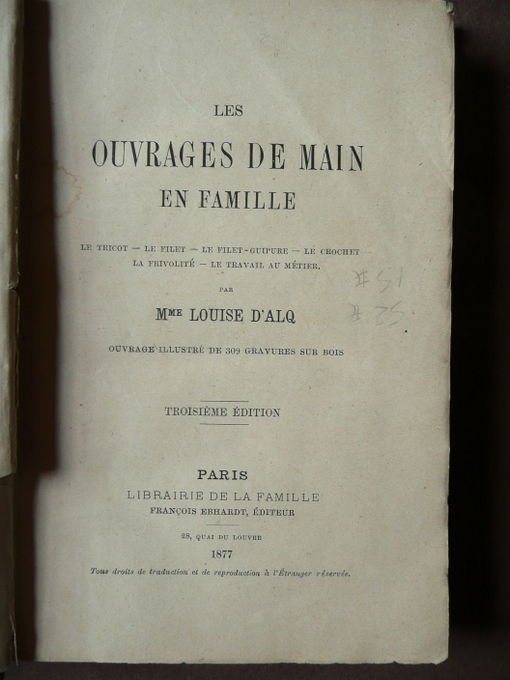 LES
OUVRAGES DE MAIN
EN FAMILLE
LE TRICOT — LE FILET — LE FILET-GUIPURE — LE CROCHET
LA FRIVOLITÉ — LE TRAVAIL AU MÉTIER.
PAR
MME LOUISE D'ALQ
OUVRAGE ILLUSTRÉ DE 309 GRAVURES SUR BOIS
TROISIÈME ÉDITION
PARIS
LIBRAIRIE DE LA FAMILLE
FRANÇOIS EBHARDT, ÉDITEUR
28, QUAI DU LOUVRE
1877
Tous droits de traduction et de reproduction à l'Étranger réservés.